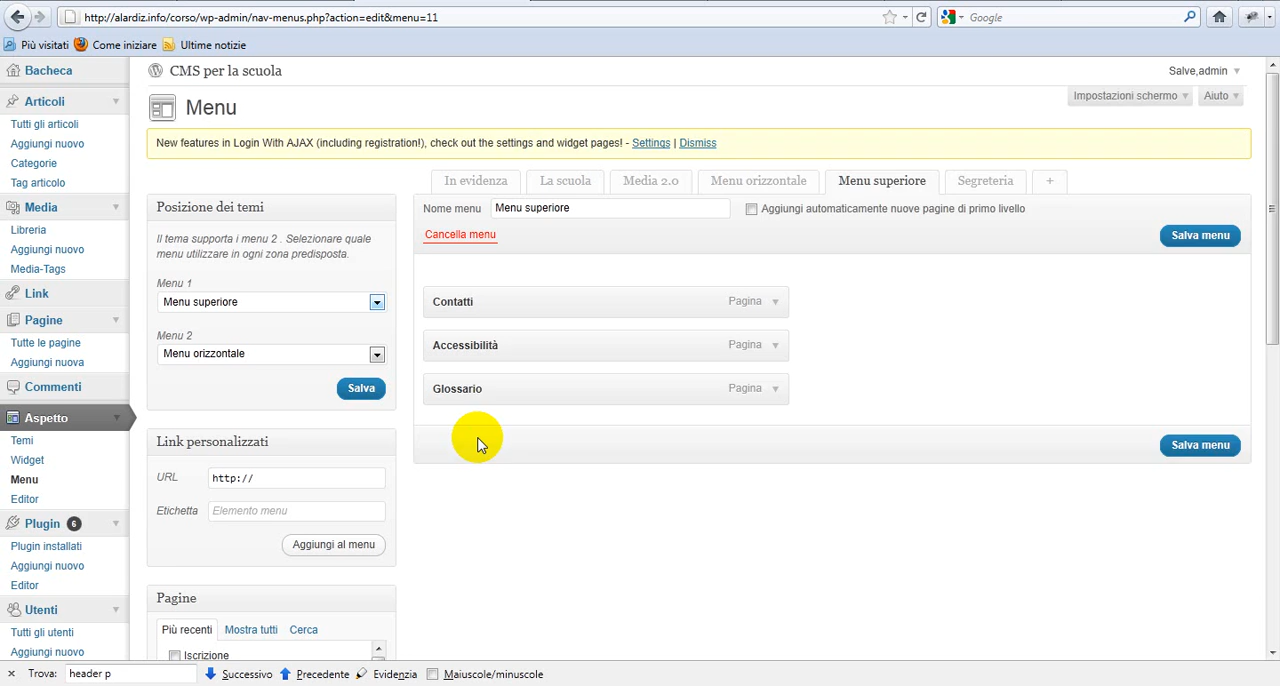 http://alardiz.info/corso/wp-admin/nav-menus.php?action=edit&menu=11
Google
Più visitati
Come iniziare
Ultime notizie
Bacheca
Articoli
Tutti gli articoli
Aggiungi nuovo
Categorie
Tag articolo
Media
Libreria
Aggiungi nuovo
Media-Tags
Link
Pagine
Tutte le pagine
Aggiungi nuova
Commenti
Aspetto
Temi
Widget
Menu
Editor
Plugin 6
Plugin installati
Aggiungi nuovo
Editor
Utenti
Tutti gli utenti
Aggiungi nuovo
CMS per la scuola
Salve,admin
Impostazioni schermo
Aiuto
Menu
New features in Login With AJAX (including registration!), check out the settings and widget pages! - Settings | Dismiss
Posizione dei temi
Il tema supporta i menu 2 . Selezionare quale
menu utilizzare in ogni zona predisposta.
Menu 1
Menu superiore
Menu 2
Menu orizzontale
Salva
Link personalizzati
URL http://
Etichetta Elemento menu
Aggiungi al menu
Pagine
Più recenti Mostra tutti Cerca
Iscrizione
In evidenza La scuola Media 2.0 Menu orizzontale Menu superiore Segreteria +
Nome menu Menu superiore Aggiungi automaticamente nuove pagine di primo livello
Cancella menu
Salva menu
Contatti Pagina
Accessibilità Pagina
Glossario Pagina
Salva menu
× Trova: header p Successivo Precedente Evidenzia Maiuscole/minuscole